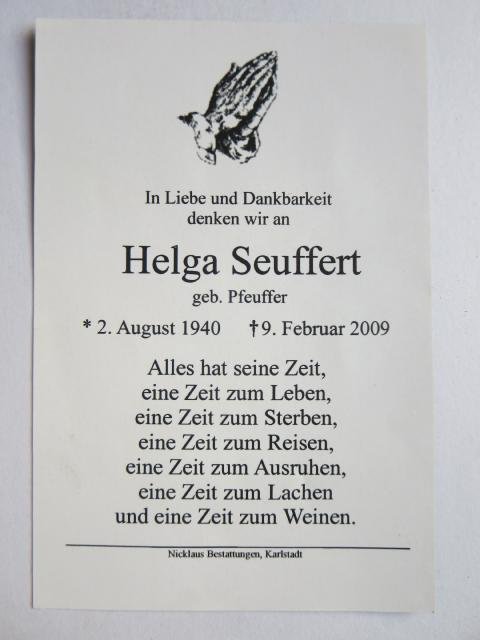 In Liebe und Dankbarkeit
denken wir an
Helga Seuffert
geb. Pfeuffer
* 2. August 1940 †9. Februar 2009
Alles hat seine Zeit,
eine Zeit zum Leben,
eine Zeit zum Sterben,
eine Zeit zum Reisen,
eine Zeit zum Ausruhen,
eine Zeit zum Lachen
und eine Zeit zum Weinen.
Nicklaus Bestattungen, Karlstadt